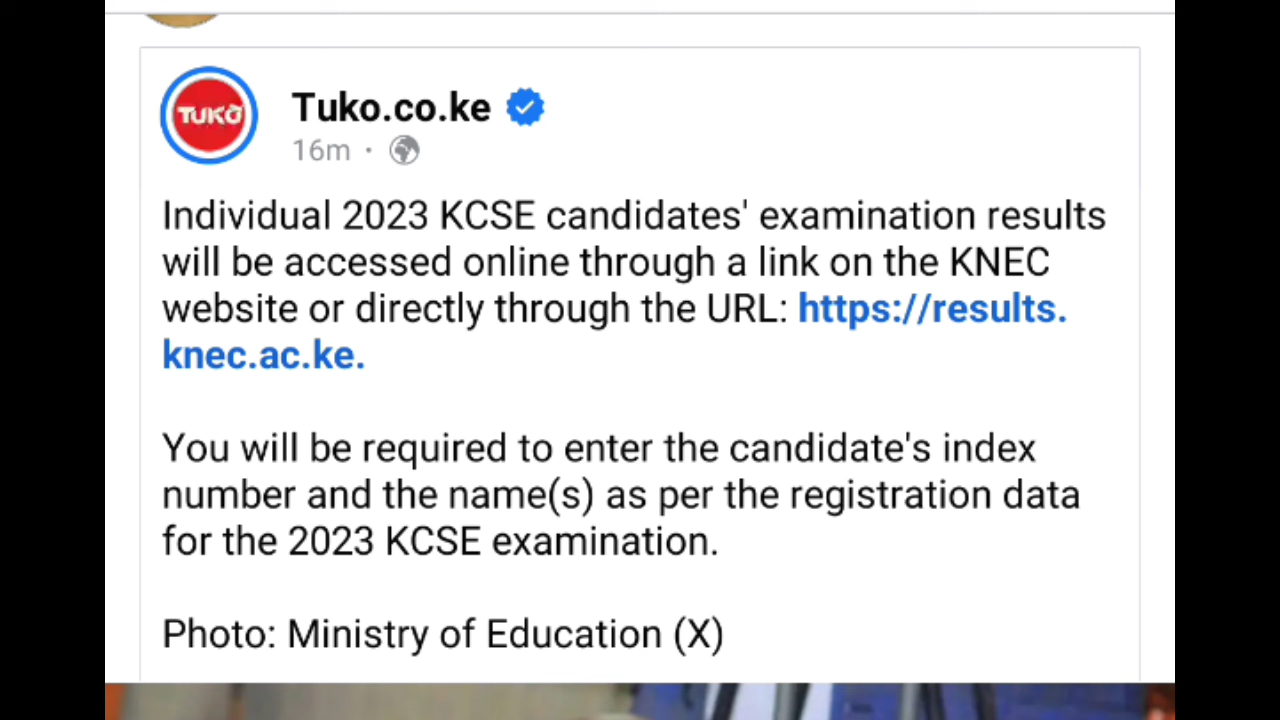 TUKO
Tuko.co.ke
16m ·
Individual 2023 KCSE candidates' examination results
will be accessed online through a link on the KNEC
website or directly through the URL: https://results.
knec.ac.ke.
You will be required to enter the candidate's index
number and the name(s) as per the registration data
for the 2023 KCSE examination.
Photo: Ministry of Education (X)